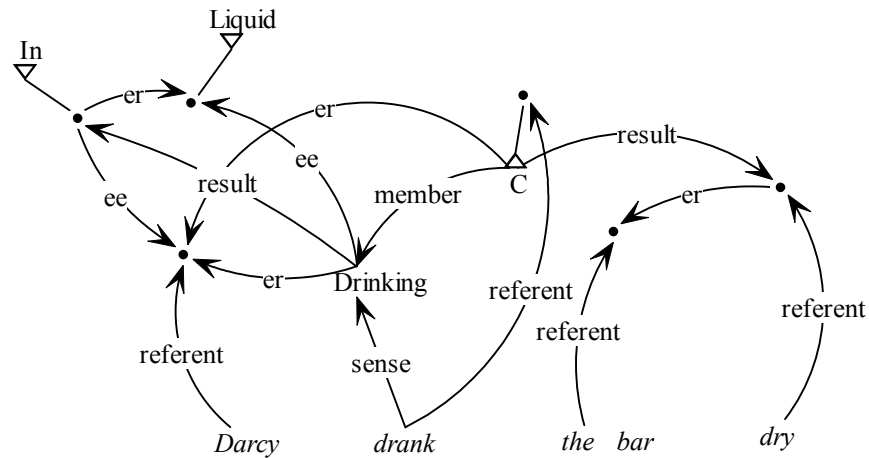 Liquid
In
er
er
result
ee
member
C
er
ee
result
er
Drinking
referent
referent
referent
referent
sense
Darcy drank the bar dry